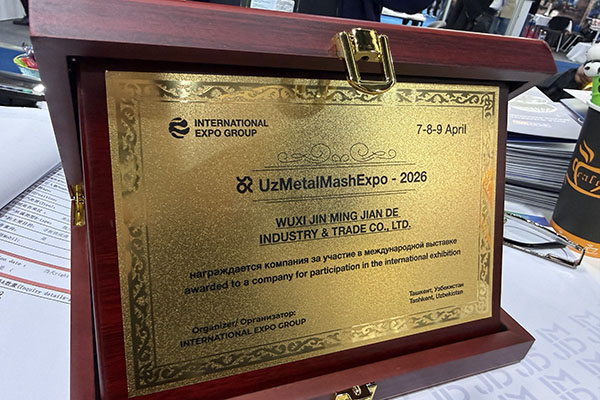 INTERNATIONAL
EXPO GROUP
7-8-9 April
UzMetalMashExpo - 2026
WUXI JIN MING JIAN DE
INDUSTRY & TRADE CO., LTD.
награждается компания за участие в международной выставке
awarded to a company for participation in the international exhibition
Ташкент, Узбекистан
Tashkent, Uzbekistan
Organizer/ Организатор:
INTERNATIONAL EXPO GROUP